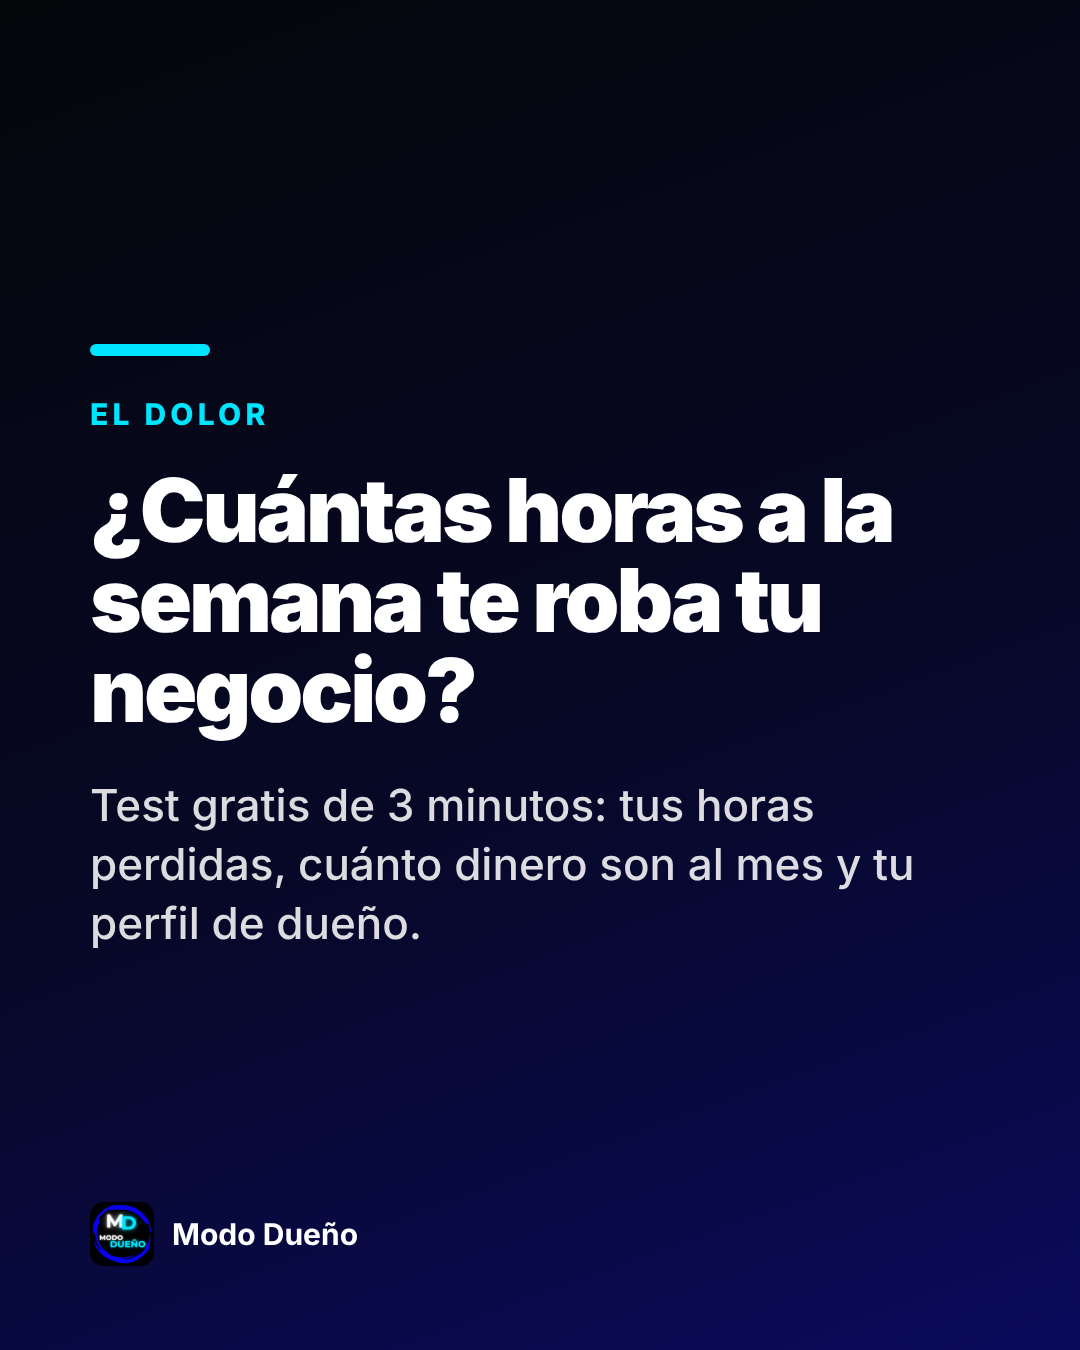 EL DOLOR
¿Cuántas horas a la
semana te roba tu
negocio?
Test gratis de 3 minutos: tus horas
perdidas, cuánto dinero son al mes y tu
perfil de dueño.
MD
MODO
DUEÑO
Modo Dueño